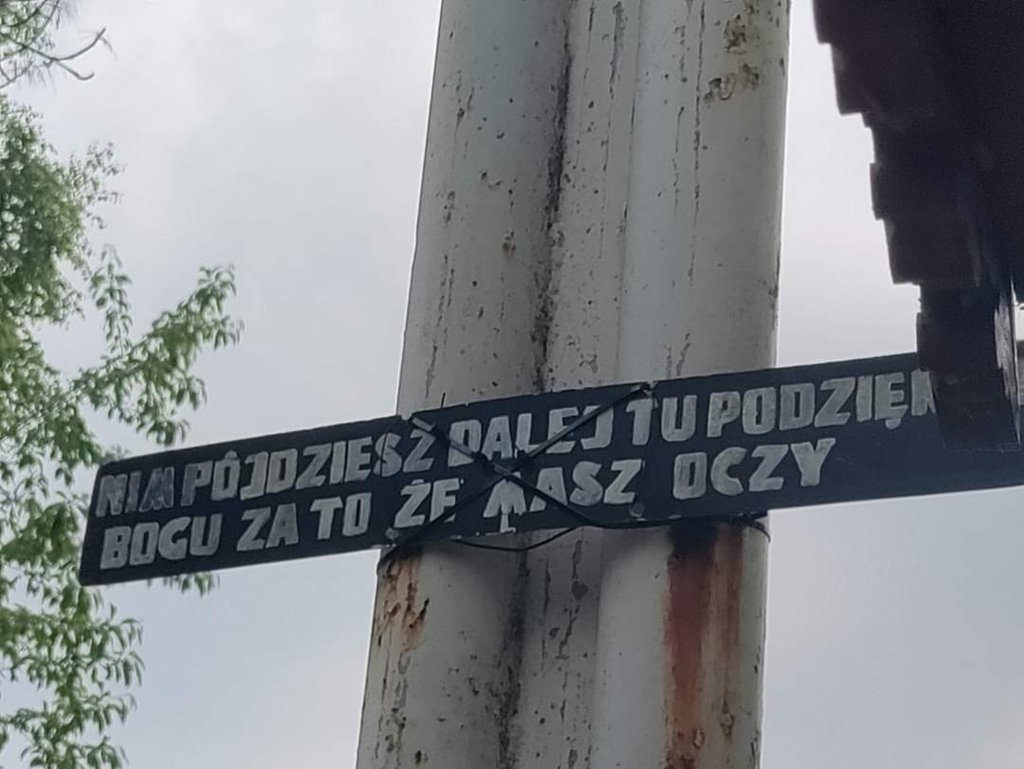 NIM PÓJDZIESZ DALEJ TU PODZIĘK
BOGU ZA TO ŻE MASZ OCZY